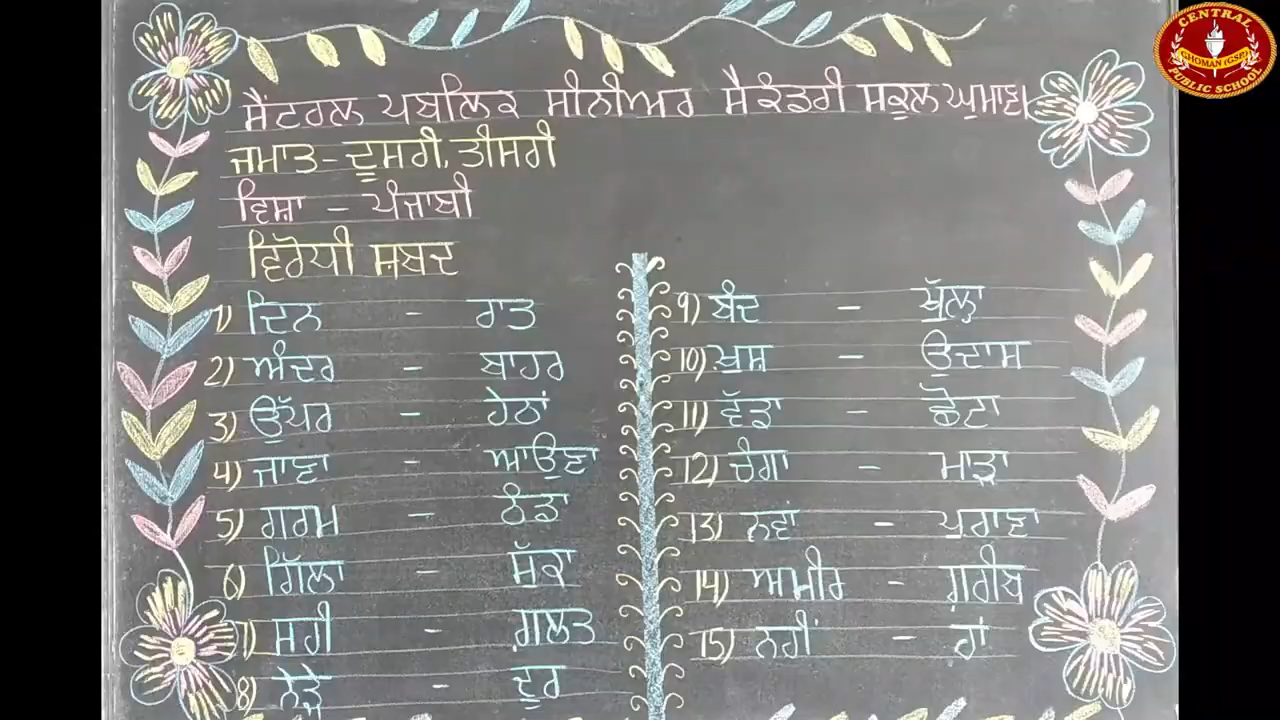 ਸੈਂਟਰਲ ਪਬਲਿਕ ਸੀਨੀਅਰ ਸੈਕੰਡਰੀ ਸਕੂਲ ਘੁਮਾਣ
ਜਮਾਤ - ਦੂਸਰੀ, ਤੀਸਰੀ
ਵਿਸ਼ਾ - ਪੰਜਾਬੀ
ਵਿਰੋਧੀ ਸ਼ਬਦ
1) ਦਿਨ - ਰਾਤ
2) ਅੰਦਰ - ਬਾਹਰ
3) ਉੱਪਰ - ਹੇਠਾਂ
4) ਜਾਣਾ - ਆਉਣਾ
5) ਗਰਮ - ਠੰਡਾ
6) ਗਿੱਲਾ - ਸੁੱਕਾ
7) ਸਹੀ - ਗ਼ਲਤ
8) ਨੇੜੇ - ਦੂਰ
9) ਬੰਦ - ਖੁੱਲ੍ਹਾ
10) ਖ਼ੁਸ਼ - ਉਦਾਸ
11) ਵੱਡਾ - ਛੋਟਾ
12) ਚੰਗਾ - ਮਾੜਾ
13) ਨਵਾਂ - ਪੁਰਾਣਾ
14) ਅਮੀਰ - ਗ਼ਰੀਬ
15) ਨਹੀਂ - ਹਾਂ
CENTRAL
GHOMAN (GSP)
PUBLIC SCHOOL